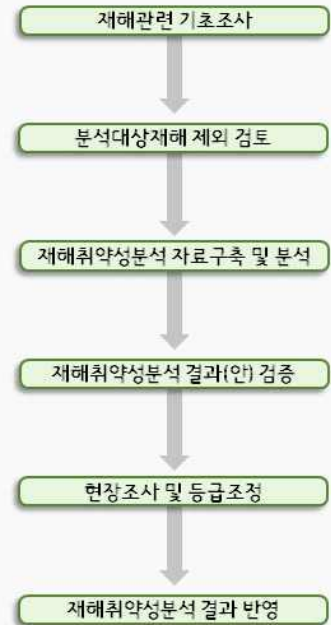 재해관련 기초조사
분석대상재해 제외 검토
재해취약성분석 자료구축 및 분석
재해취약성분석 결과(안) 검증
현장조사 및 등급조정
재해취약성분석 결과 반영